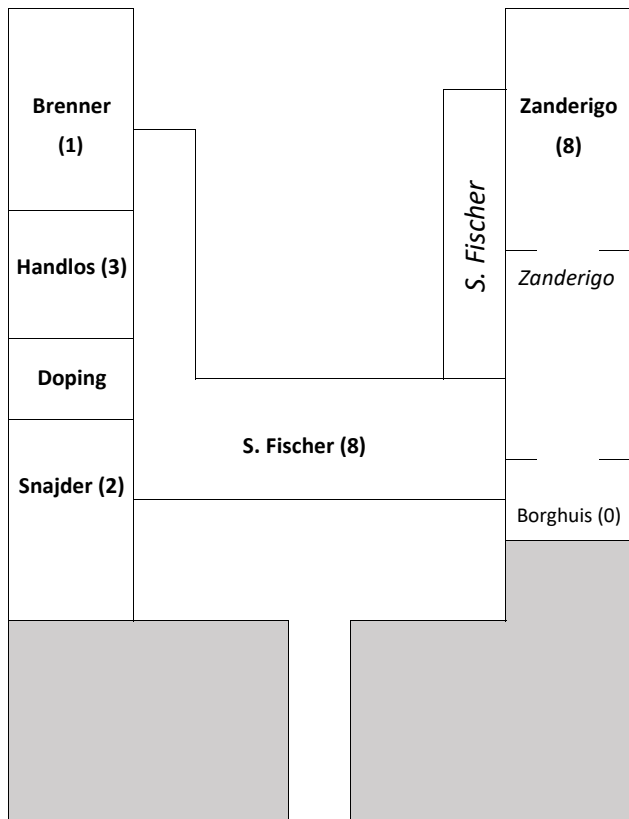 Brenner
(1)
Zanderigo
(8)
S. Fischer
Handlos (3)
Zanderigo
Doping
S. Fischer (8)
Snajder (2)
Borghuis (0)